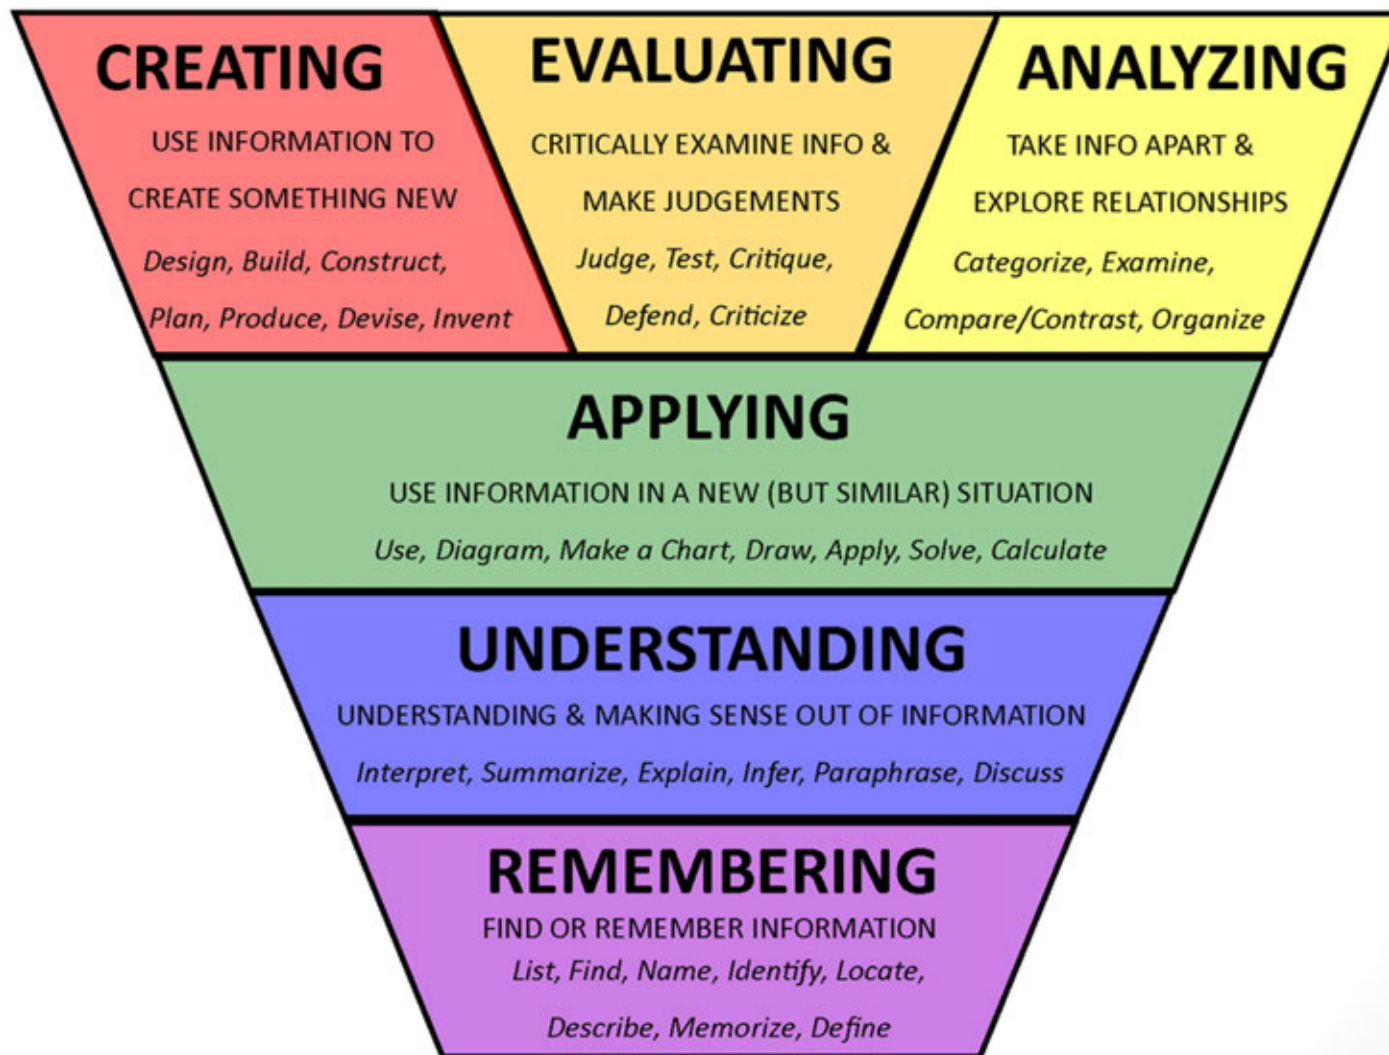 CREATING
USE INFORMATION TO
CREATE SOMETHING NEW
Design, Build, Construct,
Plan, Produce, Devise, Invent
EVALUATING
CRITICALLY EXAMINE INFO &
MAKE JUDGEMENTS
Judge, Test, Critique,
Defend, Criticize
ANALYZING
TAKE INFO APART &
EXPLORE RELATIONSHIPS
Categorize, Examine,
Compare/Contrast, Organize
APPLYING
USE INFORMATION IN A NEW (BUT SIMILAR) SITUATION
Use, Diagram, Make a Chart, Draw, Apply, Solve, Calculate
UNDERSTANDING
UNDERSTANDING & MAKING SENSE OUT OF INFORMATION
Interpret, Summarize, Explain, Infer, Paraphrase, Discuss
REMEMBERING
FIND OR REMEMBER INFORMATION
List, Find, Name, Identify, Locate,
Describe, Memorize, Define